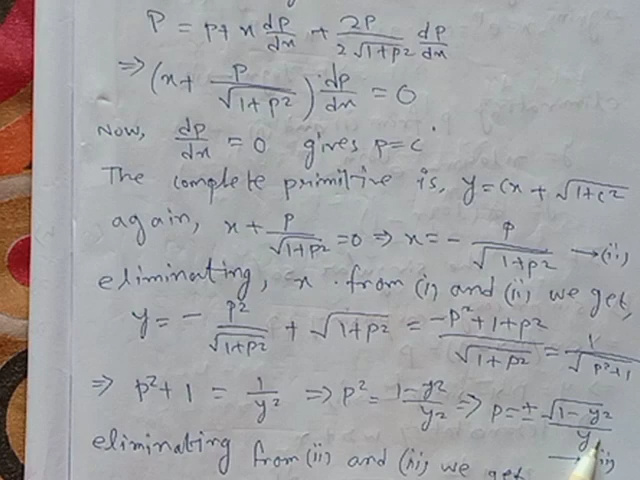 P = P + x dp/dx + 2P/2√1+p² dp/dx
⇒ (x + P/√1+p²) dp/dx = 0
Now, dp/dx = 0 gives p = c
The complete primitive is, y = cx + √1+c²
again, x + P/√1+p² = 0 ⇒ x = - P/√1+p² → (ii)
eliminating, x from (i) and (ii) we get,
y = - p²/√1+p² + √1+p² = -p²+1+p²/√1+p² = 1/√p²+1
⇒ p²+1 = 1/y² ⇒ p² = 1-y²/y² ⇒ p = ± √1-y²/y
eliminating from (ii) and (iii) we get